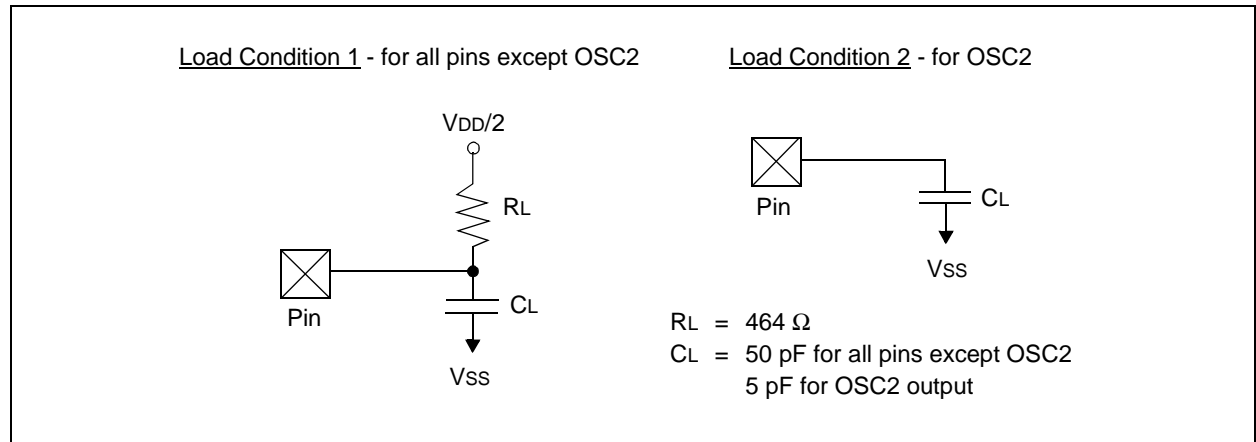 Load Condition 1 - for all pins except OSC2
VDD/2
RL
Pin
CL
VSS
Load Condition 2 - for OSC2
Pin
CL
VSS
RL = 464 Ω
CL = 50 pF for all pins except OSC2
5 pF for OSC2 output